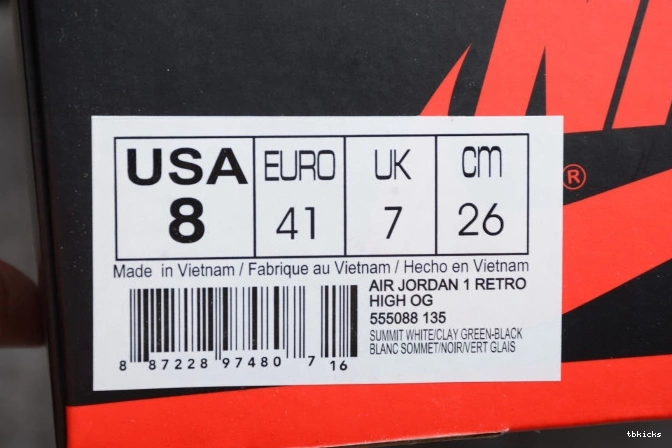 USA EURO UK cm
8 41 7 26
Made in Vietnam / Fabrique au Vietnam / Hecho en Vietnam
AIR JORDAN 1 RETRO
HIGH OG
555088 135
SUMMIT WHITE/CLAY GREEN-BLACK
BLANC SOMMET/NOIR/VERT GLAIS
8 87228 97480 7 16
®
tbkicks